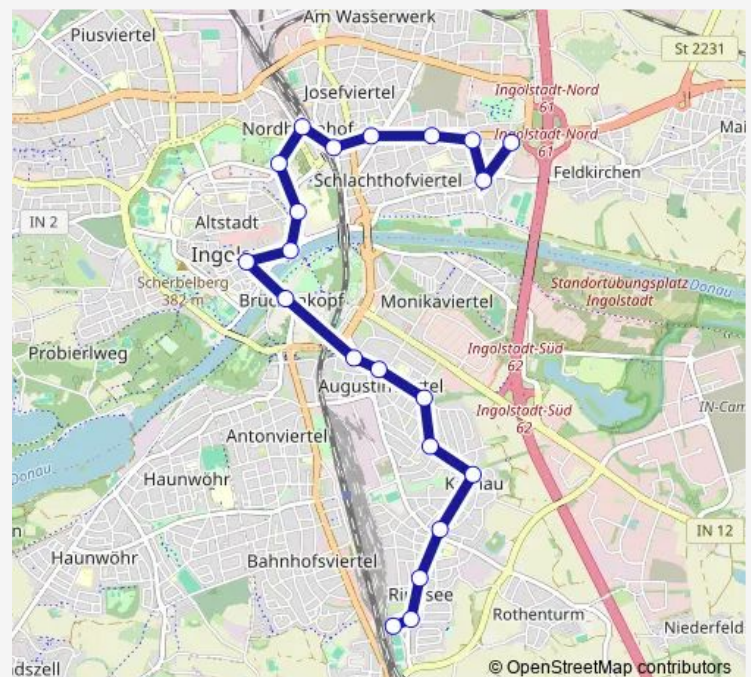 Am Wasserwerk
Piusviertel
St 2231
Josefviertel
Ingolstadt-Nord
61
Ingolstadt-Nord
61
Schlachthofviertel
Feldkirchen
IN 2
Altstadt
Scherbelberg
382 m
Monikaviertel
Standortübungsplatz
Ingolstadt
Donau
Probierlweg
Ingolstadt-Süd
62
Ingolstadt-Süd
62
IN-Cam
Antonviertel
Donau
Haunwöhr
IN 12
Haunwöhr
Bahnhofsviertel
Rothenturm
Niederfeld
dszell
© OpenStreetMap contributors